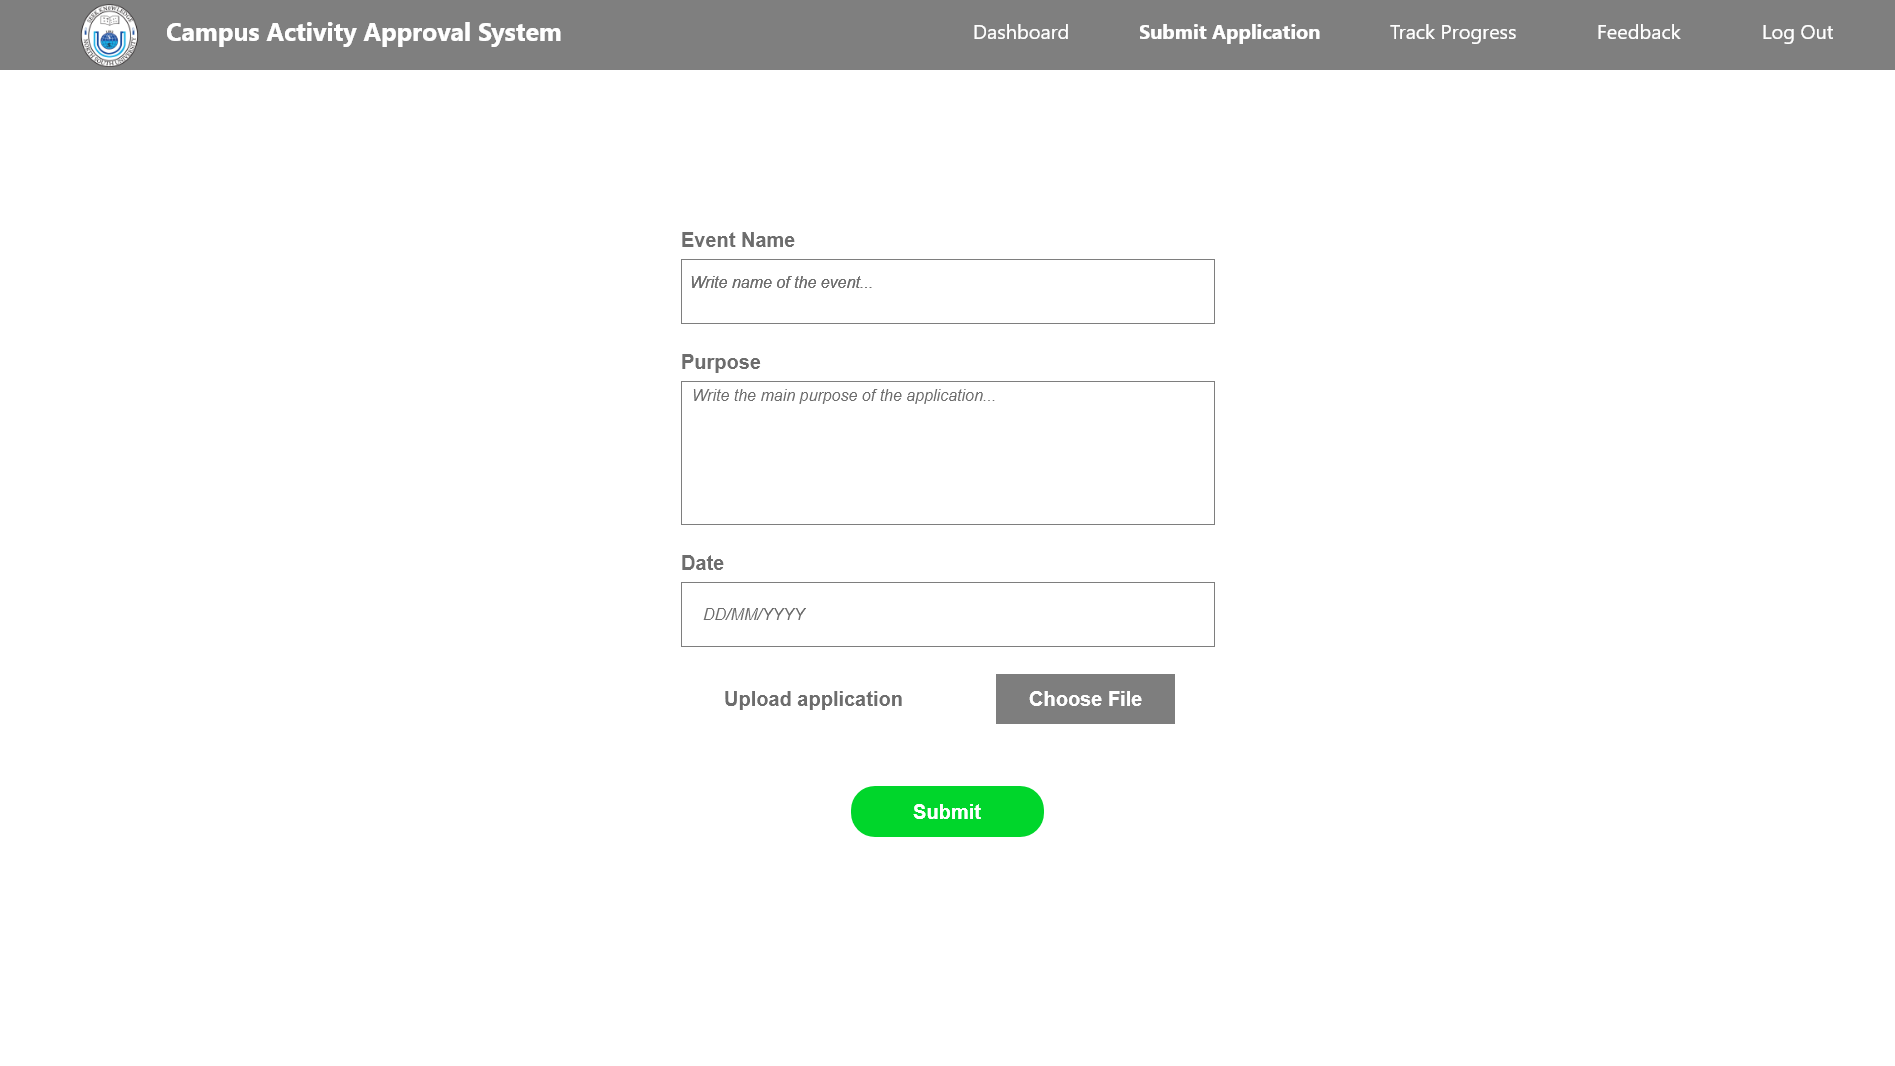 Campus Activity Approval System
Dashboard
Submit Application
Track Progress
Feedback
Log Out
Event Name
Write name of the event...
Purpose
Write the main purpose of the application...
Date
DD/MM/YYYY
Upload application
Choose File
Submit